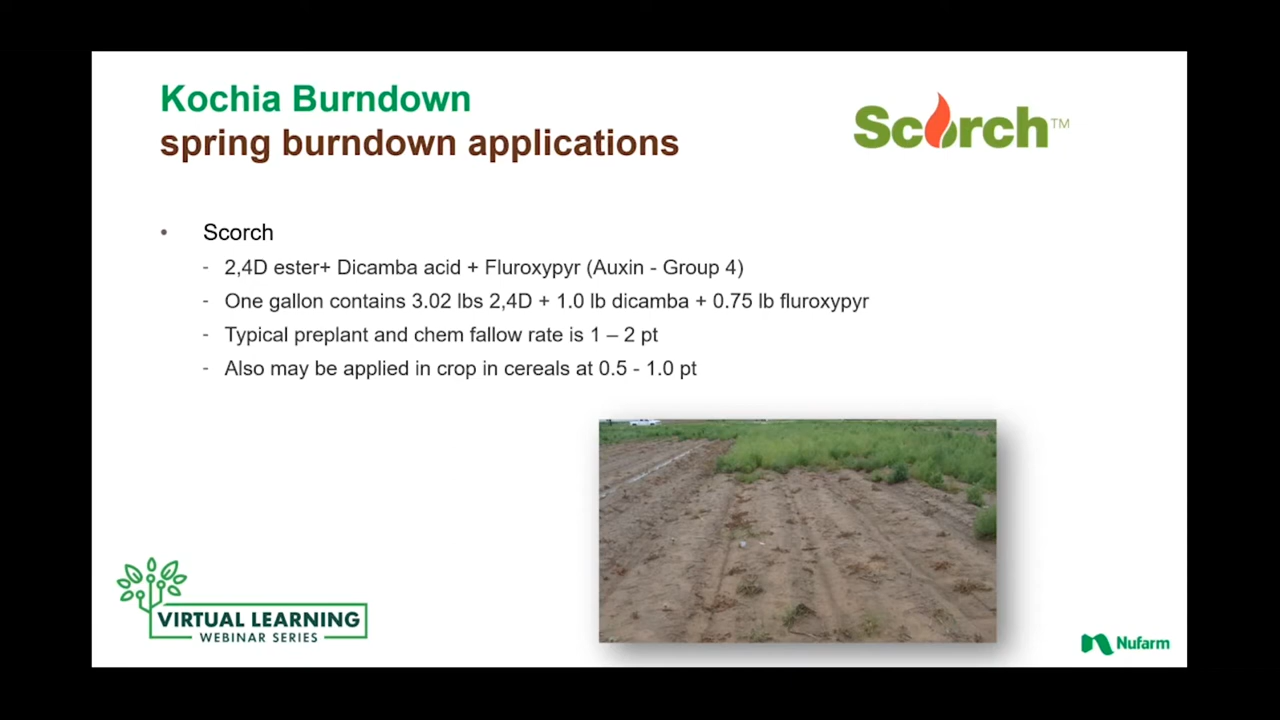 Kochia Burndown
spring burndown applications
Scorch™
• Scorch
- 2,4D ester+ Dicamba acid + Fluroxypyr (Auxin - Group 4)
- One gallon contains 3.02 lbs 2,4D + 1.0 lb dicamba + 0.75 lb fluroxypyr
- Typical preplant and chem fallow rate is 1 – 2 pt
- Also may be applied in crop in cereals at 0.5 - 1.0 pt
VIRTUAL LEARNING
WEBINAR SERIES
Nufarm